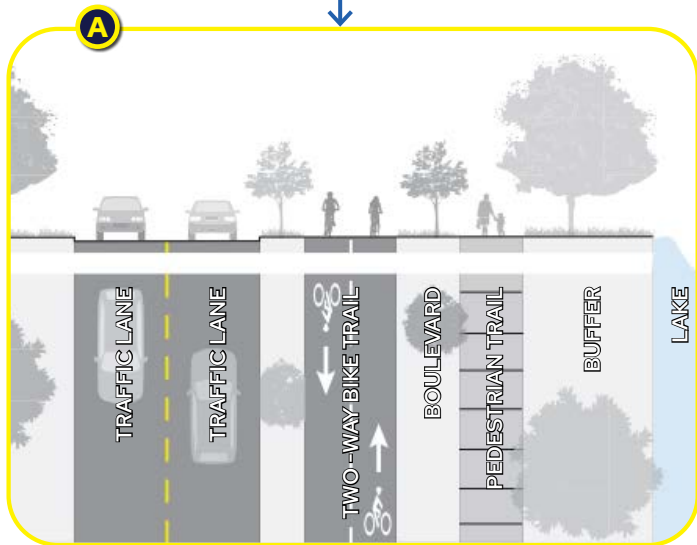 A
TRAFFIC LANE
TRAFFIC LANE
TWO-WAY BIKE TRAIL
BOULEVARD
PEDESTRIAN TRAIL
BUFFER
LAKE